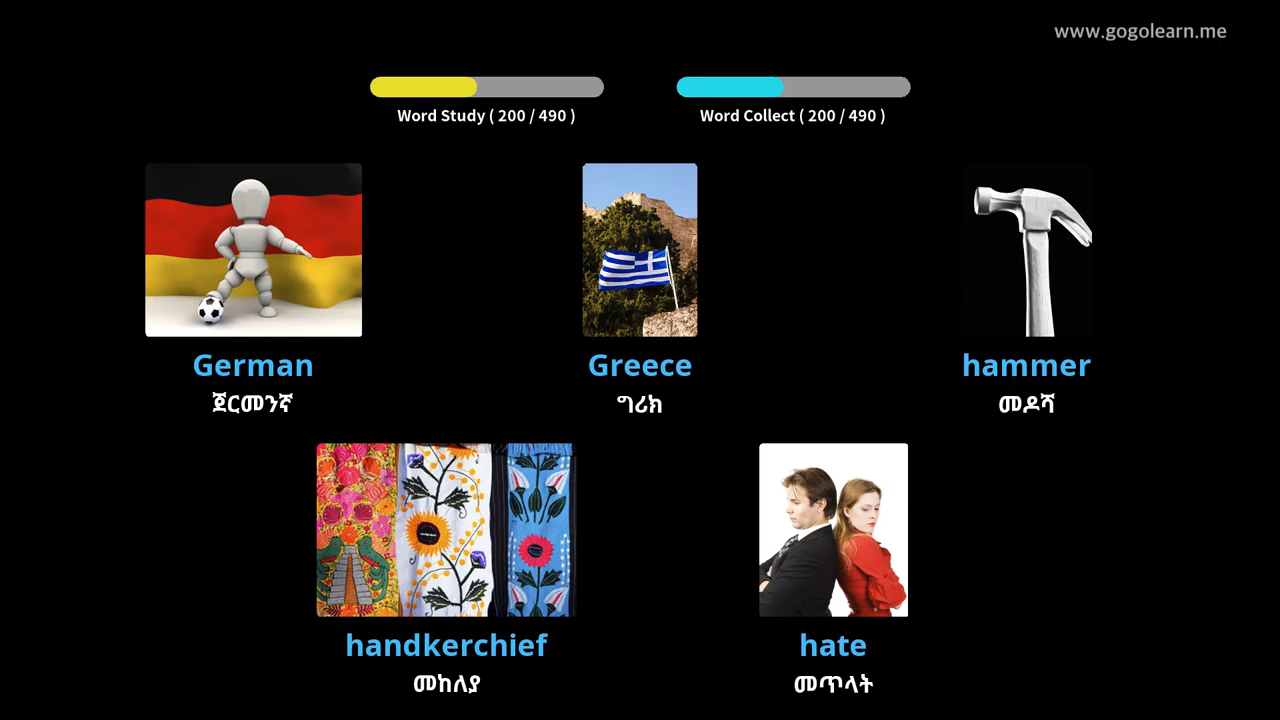 www.gogolearn.me
Word Study ( 200 / 490 )
Word Collect ( 200 / 490 )
German
ጀርመንኛ
Greece
ግሪክ
hammer
መዶሻ
handkerchief
መከለያ
hate
መጥላት